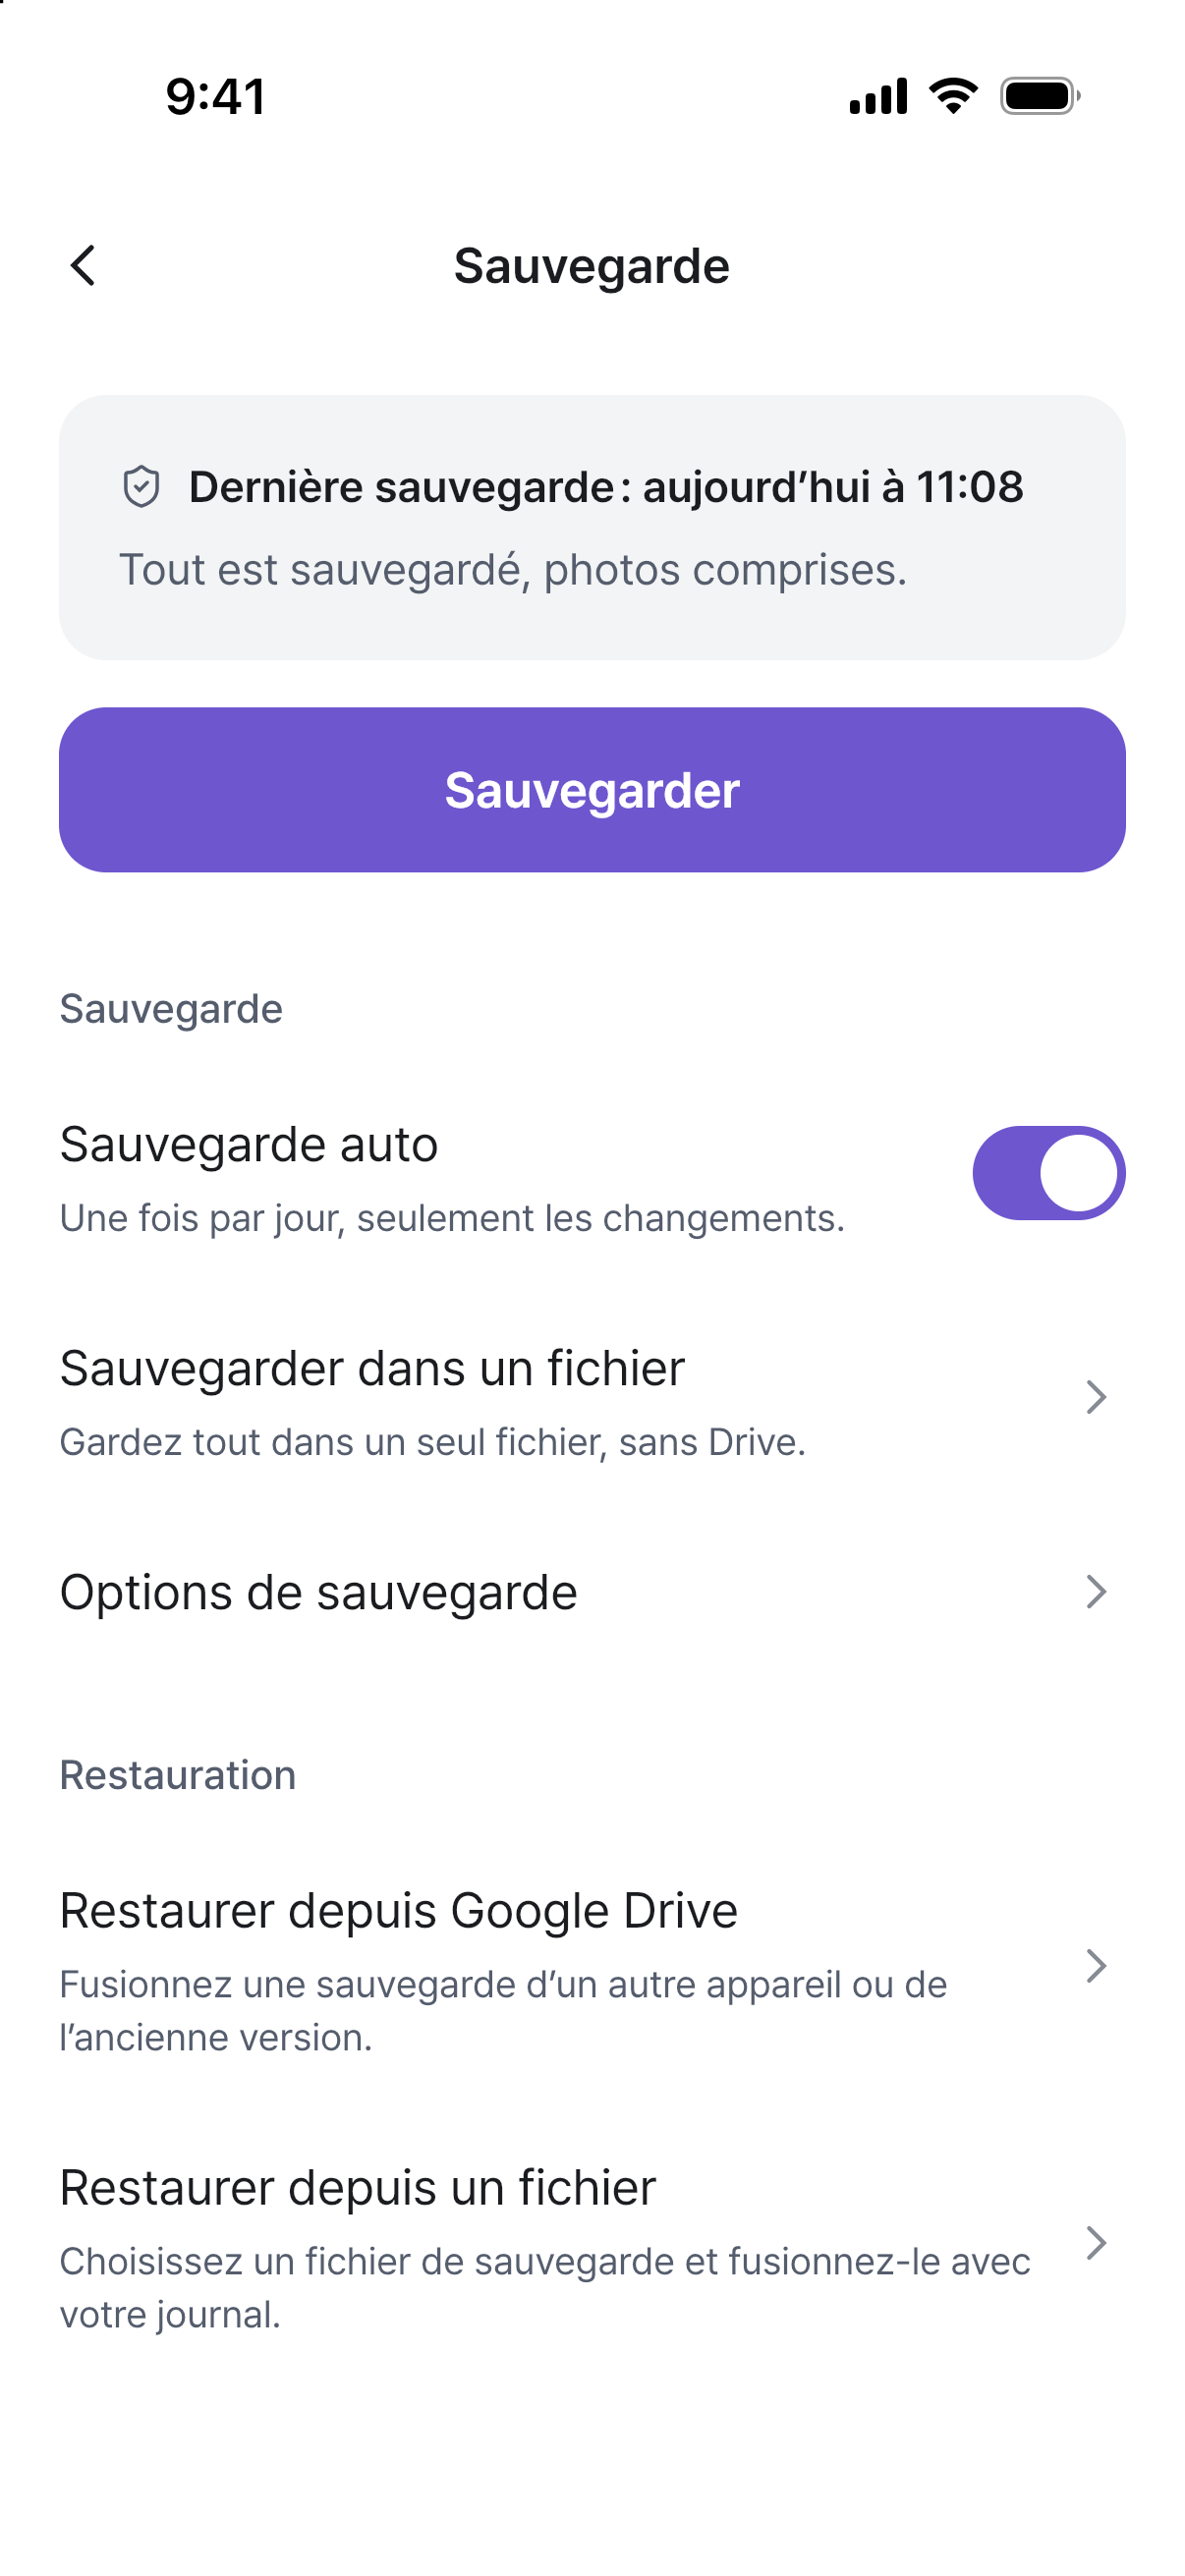 9:41
Sauvegarde
Dernière sauvegarde : aujourd’hui à 11:08
Tout est sauvegardé, photos comprises.
Sauvegarder
Sauvegarde
Sauvegarde auto
Une fois par jour, seulement les changements.
Sauvegarder dans un fichier
Gardez tout dans un seul fichier, sans Drive.
Options de sauvegarde
Restauration
Restaurer depuis Google Drive
Fusionnez une sauvegarde d’un autre appareil ou de
l’ancienne version.
Restaurer depuis un fichier
Choisissez un fichier de sauvegarde et fusionnez-le avec
votre journal.